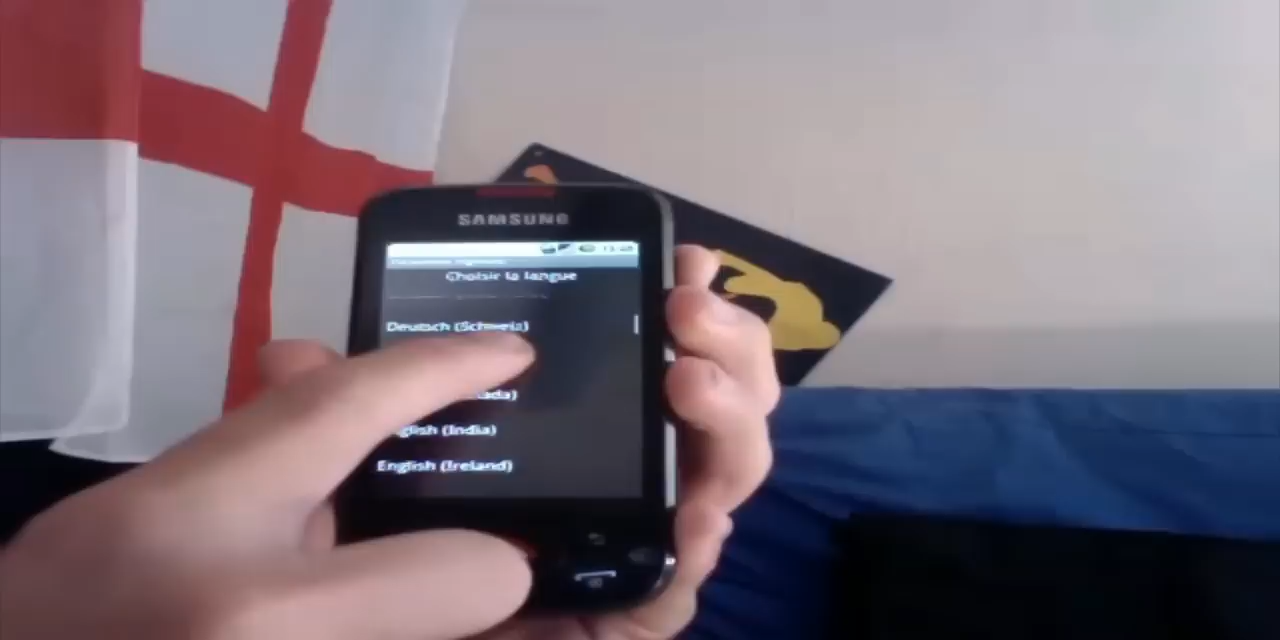 SAMSUNG
Choisir la langue
Deutsch (Schweiz)
English (India)
English (Ireland)